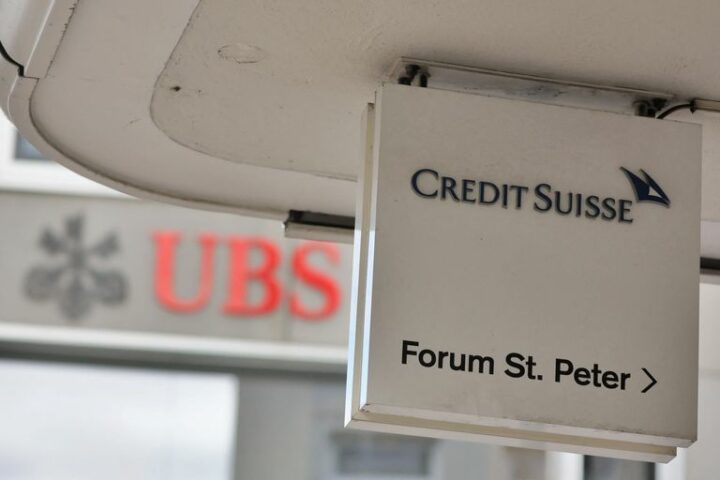 CREDIT SUISSE
UBS
Forum St. Peter >